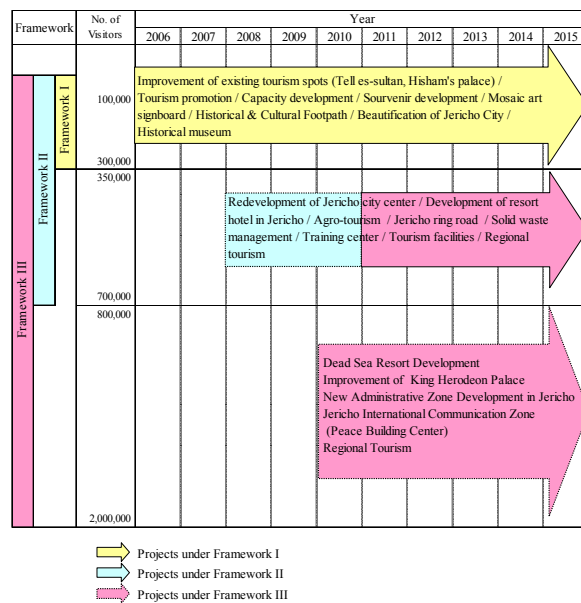 Framework
No. of
Visitors
Year
2006 2007 2008 2009 2010 2011 2012 2013 2014 2015
Framework I
Framework II
Framework III
100,000
300,000
350,000
700,000
800,000
2,000,000
Improvement of existing tourism spots (Tell es-sultan, Hisham's palace) /
Tourism promotion / Capacity development / Sourvenir development / Mosaic art
signboard / Historical & Cultural Footpath / Beautification of Jericho City /
Historical museum
Redevelopment of Jericho city center / Development of resort
hotel in Jericho / Agro-tourism / Jericho ring road / Solid waste
management / Training center / Tourism facilities / Regional
tourism
Dead Sea Resort Development
Improvement of King Herodeon Palace
New Administrative Zone Development in Jericho
Jericho International Communication Zone
(Peace Building Center)
Regional Tourism
Projects under Framework I
Projects under Framework II
Projects under Framework III